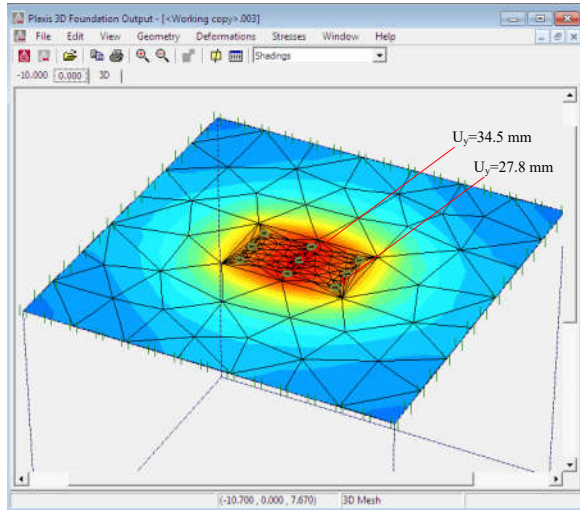 Plaxis 3D Foundation Output - [<Working copy>.003]
File Edit View Geometry Deformations Stresses Window Help
Shadings
-10.000 0.000 3D
Uy=34.5 mm
Uy=27.8 mm
(-10.700 , 0.000 , 7.670) 3D Mesh